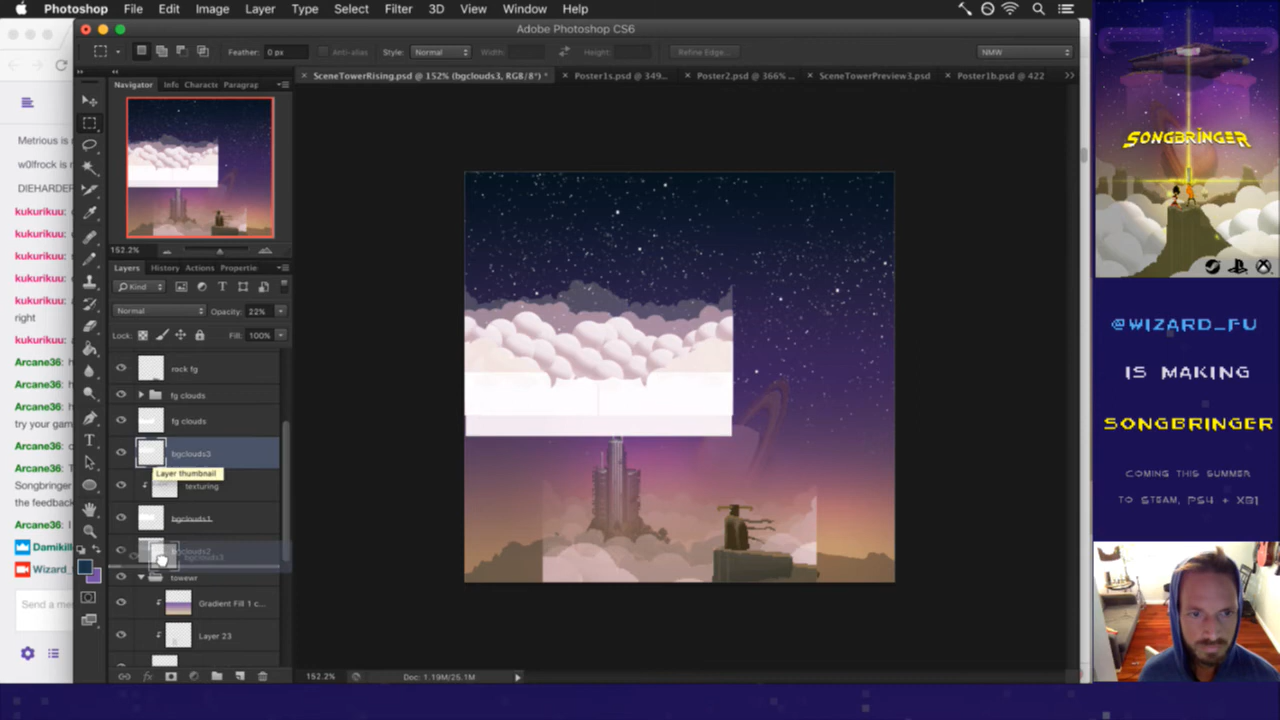 Photoshop File Edit Image Layer Type Select Filter 3D View Window Help
Adobe Photoshop CS6
Feather: 0 px Anti-alias Style: Normal Width: Height: Refine Edge... NMW
SceneTowerRising.psd @ 152% (bgclouds3, RGB/8*) * Poster1s.psd @ 349... Poster2.psd @ 366% ... SceneTowerPreview3.psd Poster1b.psd @ 422
Navigator Info Characte Paragrap
152.2%
Layers History Actions Propertie
Kind
Normal Opacity: 22%
Lock: Fill: 100%
rock fg
fg clouds
fg clouds
bgclouds3
Layer thumbnail
texturing
bgclouds1
bgclouds2
bgclouds3
towewr
Gradient Fill 1 c...
Layer 23
152.2% Doc: 1.19M/25.1M
Metrious is
w0lfrock is
DIEHARDER
kukurikuu:
kukurikuu:
kukurikuu:
kukurikuu:
right
kukurikuu:
Arcane36:
Arcane36:
try your gam
Arcane36:
Arcane36:
Songbringer
the feedback
Arcane36: I
Damikill
Wizard_
Send a me
SONGBRINGER
@WIZARD_FU
IS MAKING
SONGBRINGER
COMING THIS SUMMER
TO STEAM, PS4 + XB1